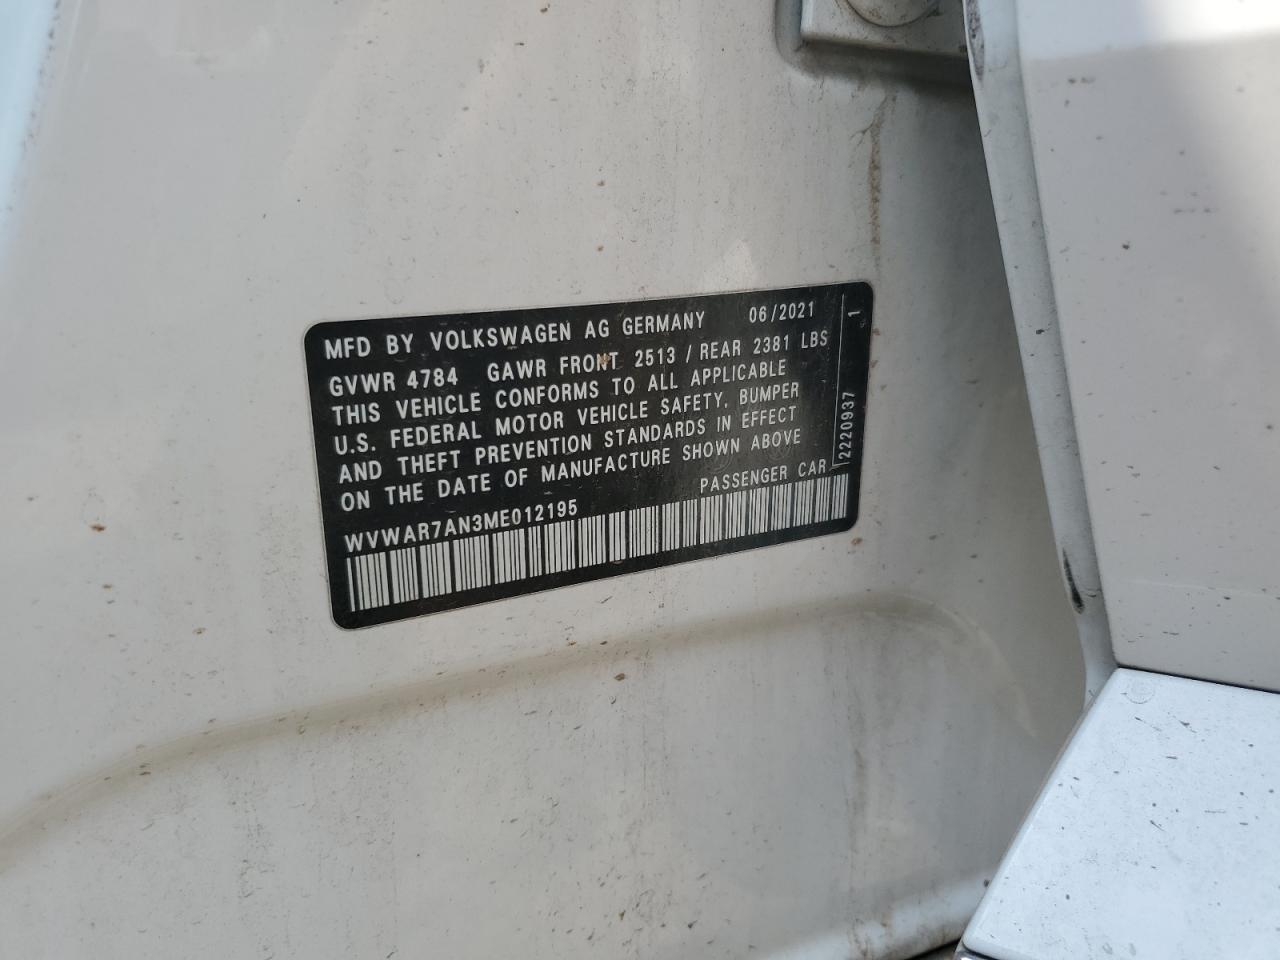 MFD BY VOLKSWAGEN AG GERMANY 06/2021
GVWR 4784 GAWR FRONT 2513 / REAR 2381 LBS
THIS VEHICLE CONFORMS TO ALL APPLICABLE
U.S. FEDERAL MOTOR VEHICLE SAFETY, BUMPER
AND THEFT PREVENTION STANDARDS IN EFFECT
ON THE DATE OF MANUFACTURE SHOWN ABOVE
PASSENGER CAR
WVWAR7AN3ME012195
2220937 1